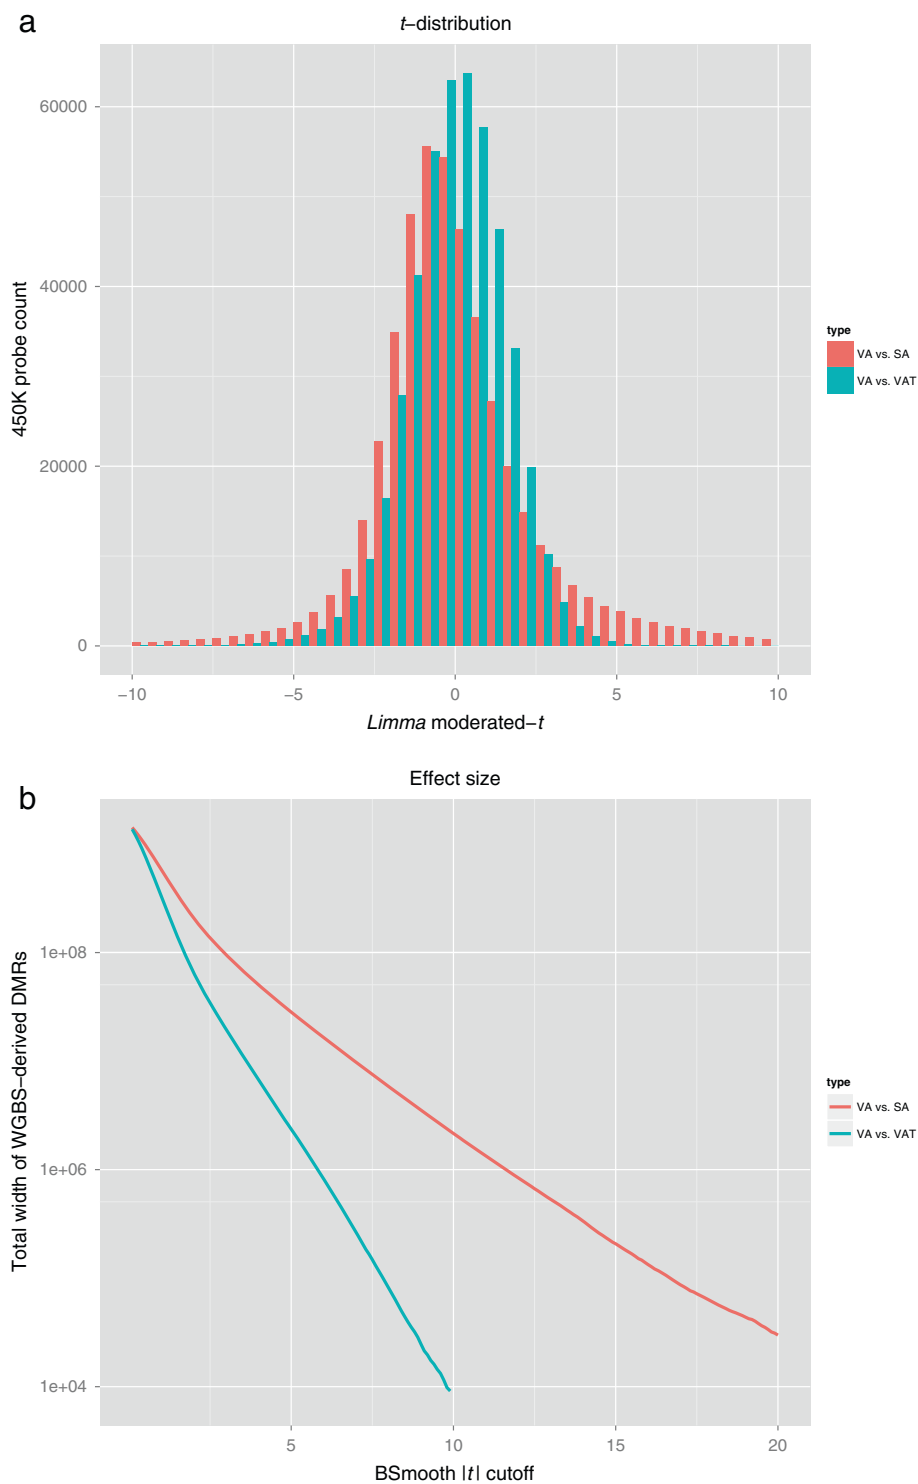 a
t−distribution
60000
40000
20000
0
450K probe count
−10
−5
0
5
10
Limma moderated−t
type
VA vs. SA
VA vs. VAT
b
Effect size
1e+08
1e+06
1e+04
Total width of WGBS−derived DMRs
5
10
15
20
BSmooth |t| cutoff
type
VA vs. SA
VA vs. VAT